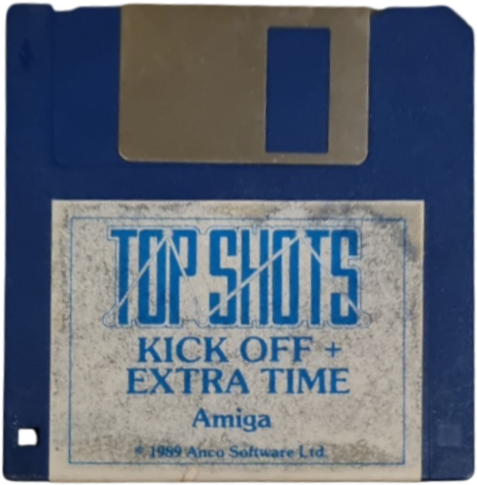 TOP SHOTS
KICK OFF +
EXTRA TIME
Amiga
© 1989 Anco Software Ltd.